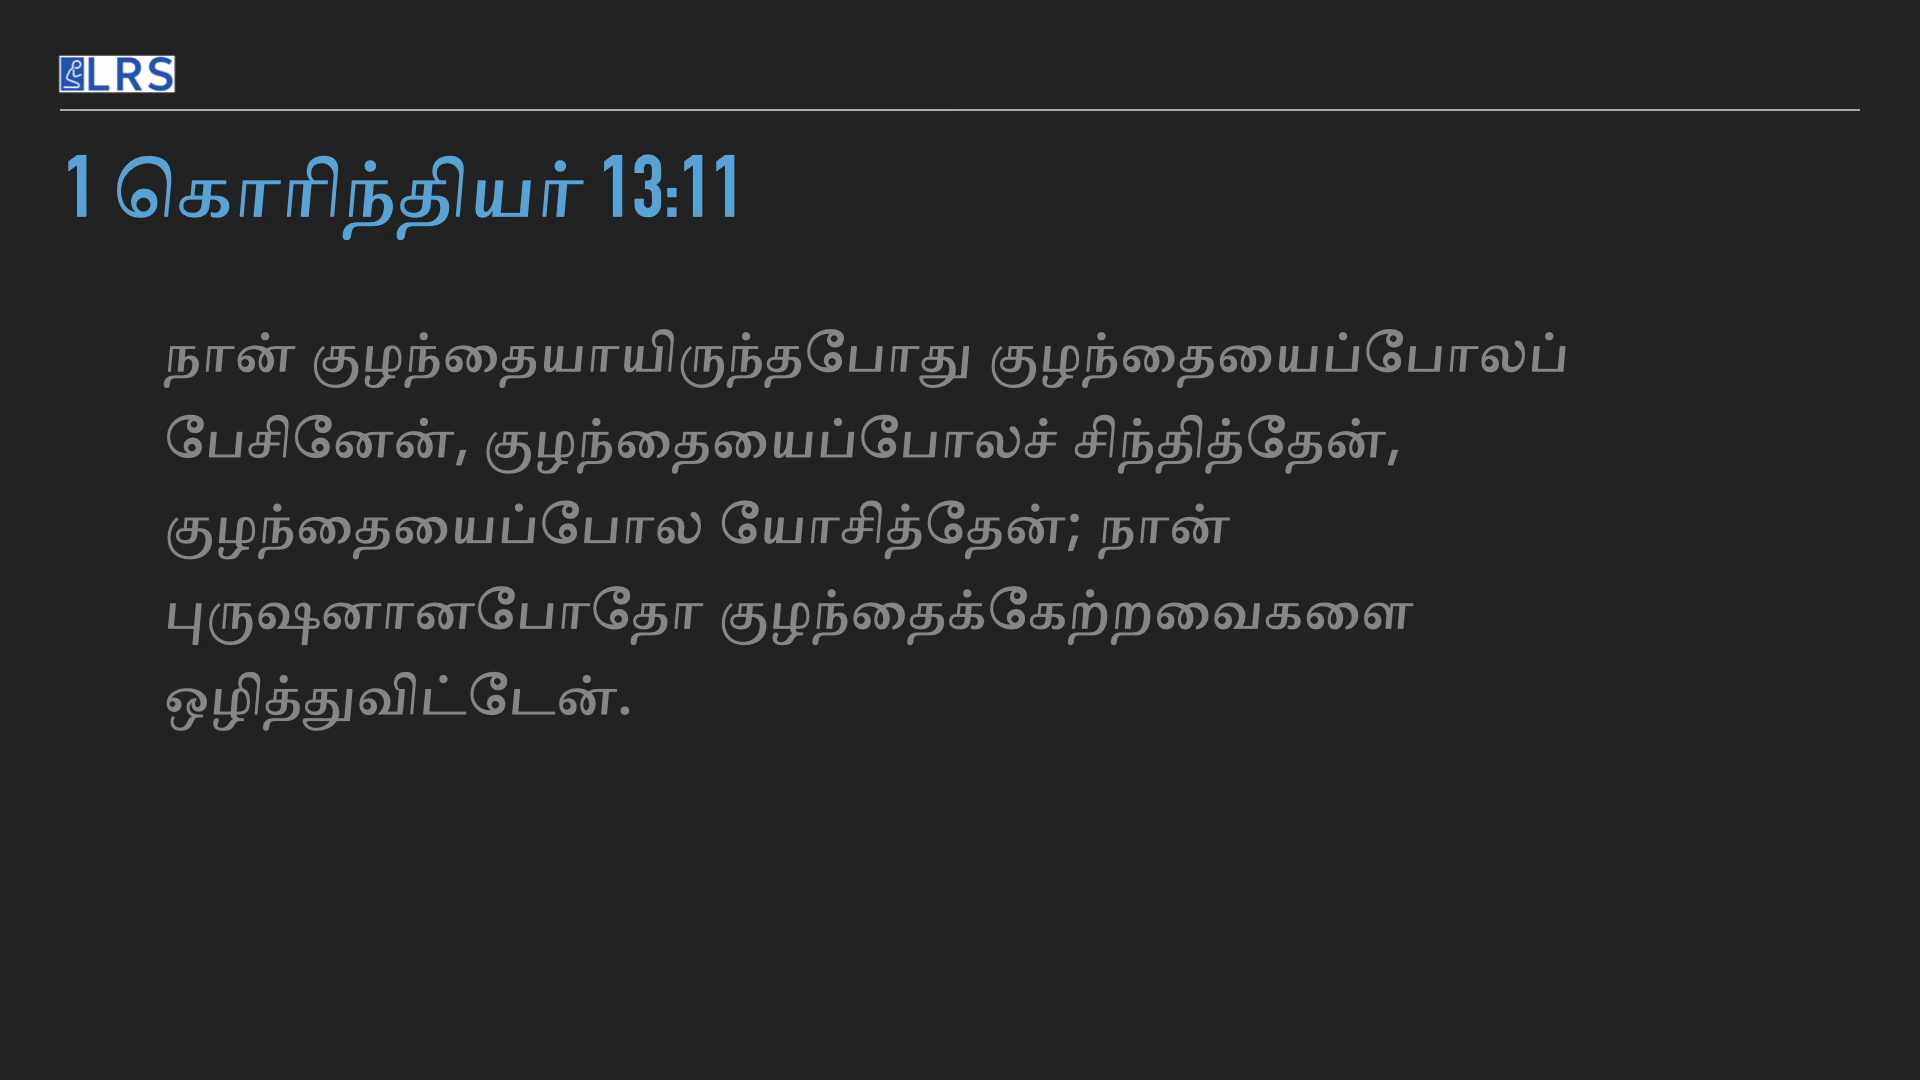 LRS
1 கொரிந்தியர் 13:11
நான் குழந்தையாயிருந்தபோது குழந்தையைப்போலப்
பேசினேன், குழந்தையைப்போலச் சிந்தித்தேன்,
குழந்தையைப்போல யோசித்தேன்; நான்
புருஷனானபோதோ குழந்தைக்கேற்றவைகளை
ஒழித்துவிட்டேன்.